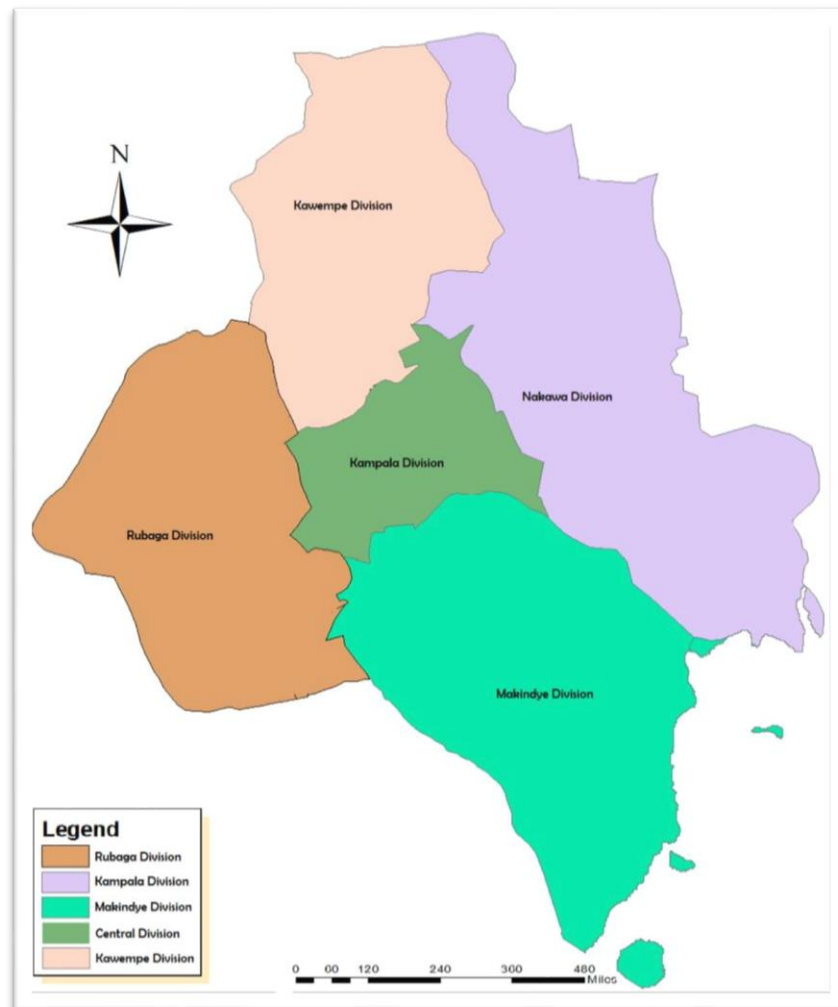 N
Kawempe Division
Nakawa Division
Kampala Division
Rubaga Division
Makindye Division
Legend
Rubaga Division
Kampala Division
Makindye Division
Central Division
Kawempe Division
0 60 120 240 360 480
Milos